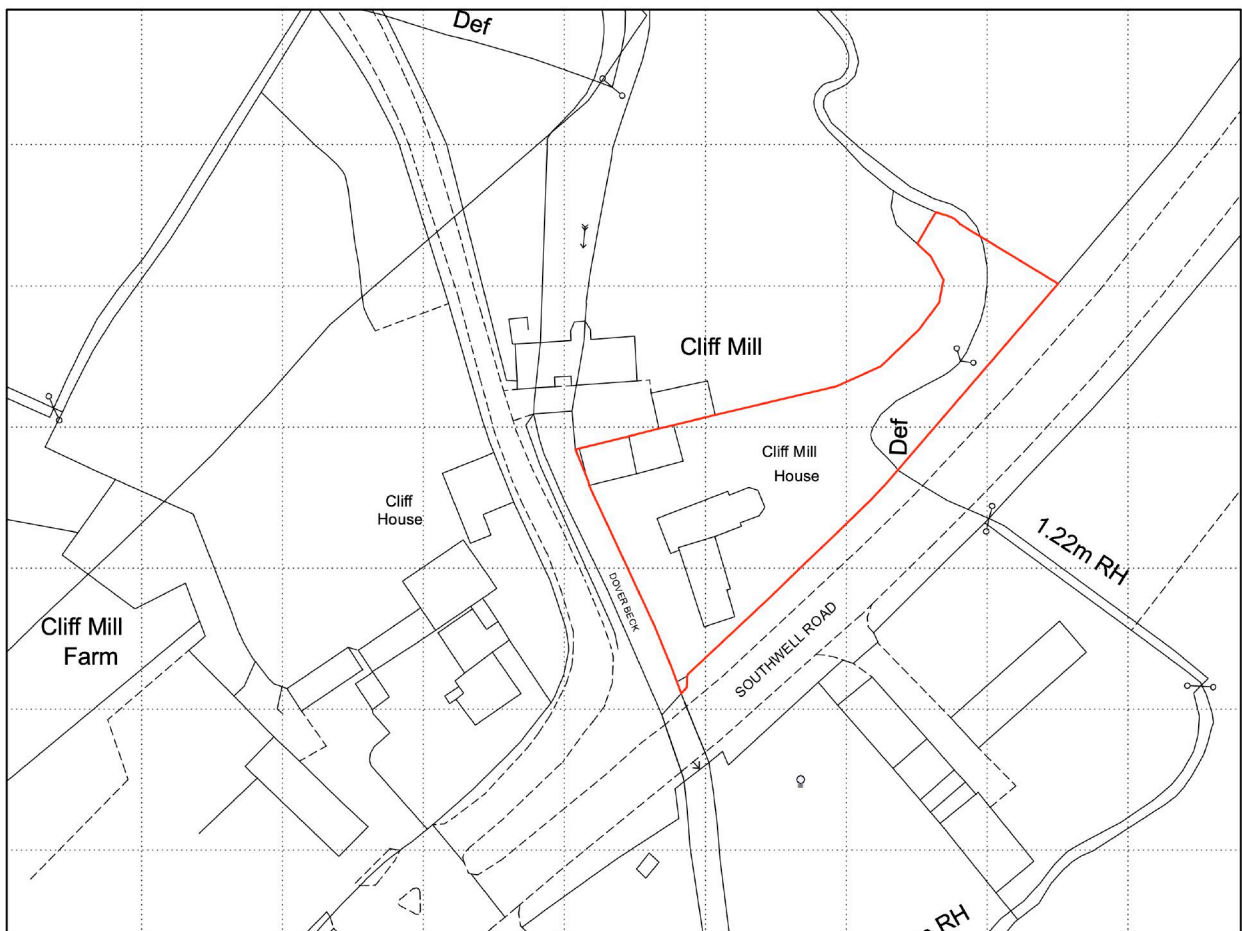 Def
Cliff Mill
Cliff Mill
House
Def
Cliff
House
1.22m RH
DOVER BECK
Cliff Mill
Farm
SOUTHWELL ROAD
RH